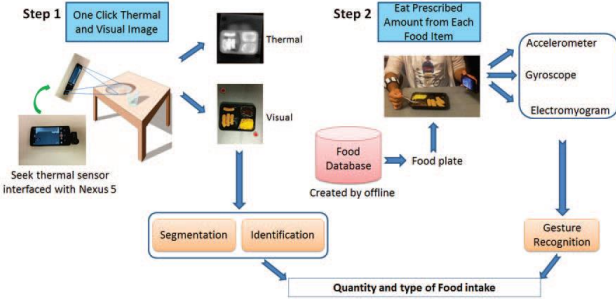 Step 1
One Click Thermal
and Visual Image
Thermal
Visual
Seek thermal sensor
interfaced with Nexus 5
Segmentation
Identification
Step 2
Eat Prescribed
Amount from Each
Food Item
Accelerometer
Gyroscope
Electromyogram
Food
Database
Food plate
Created by offline
Gesture
Recognition
Quantity and type of Food intake